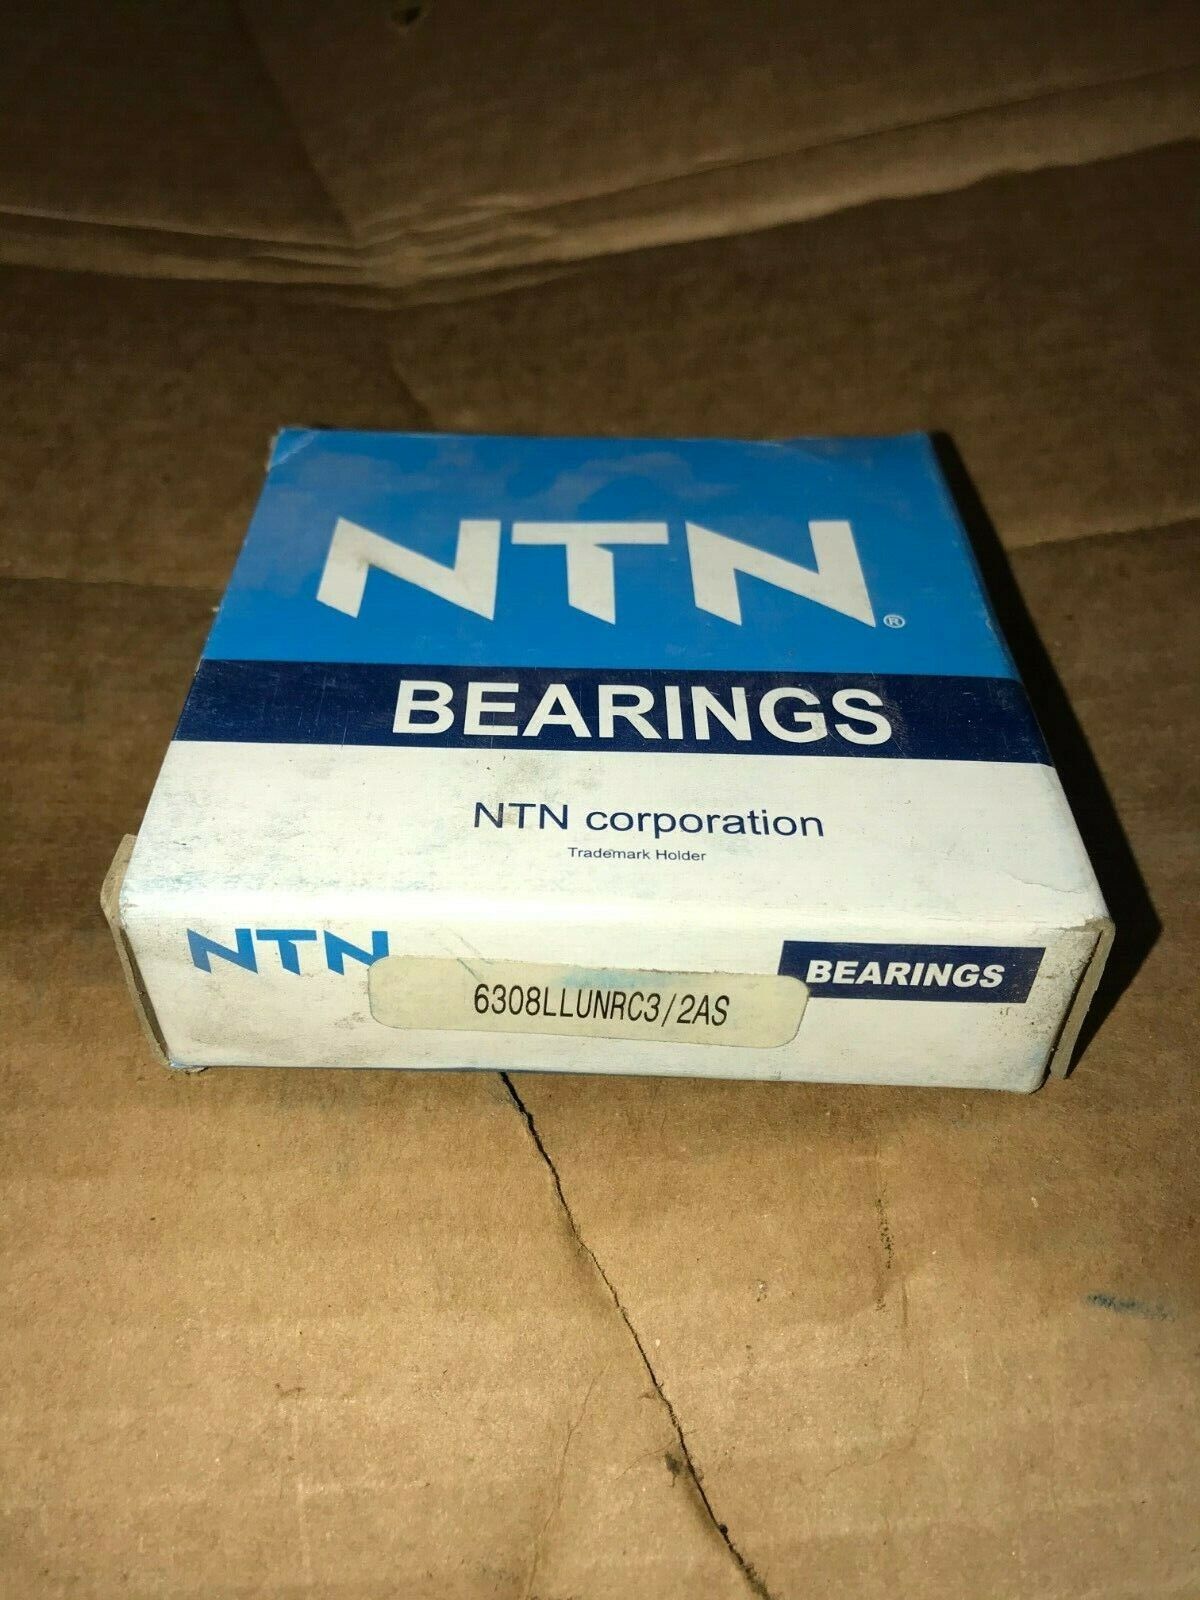 NTN®
BEARINGS
NTN corporation
Trademark Holder
NTN
BEARINGS
6308LLUNRC3/2AS